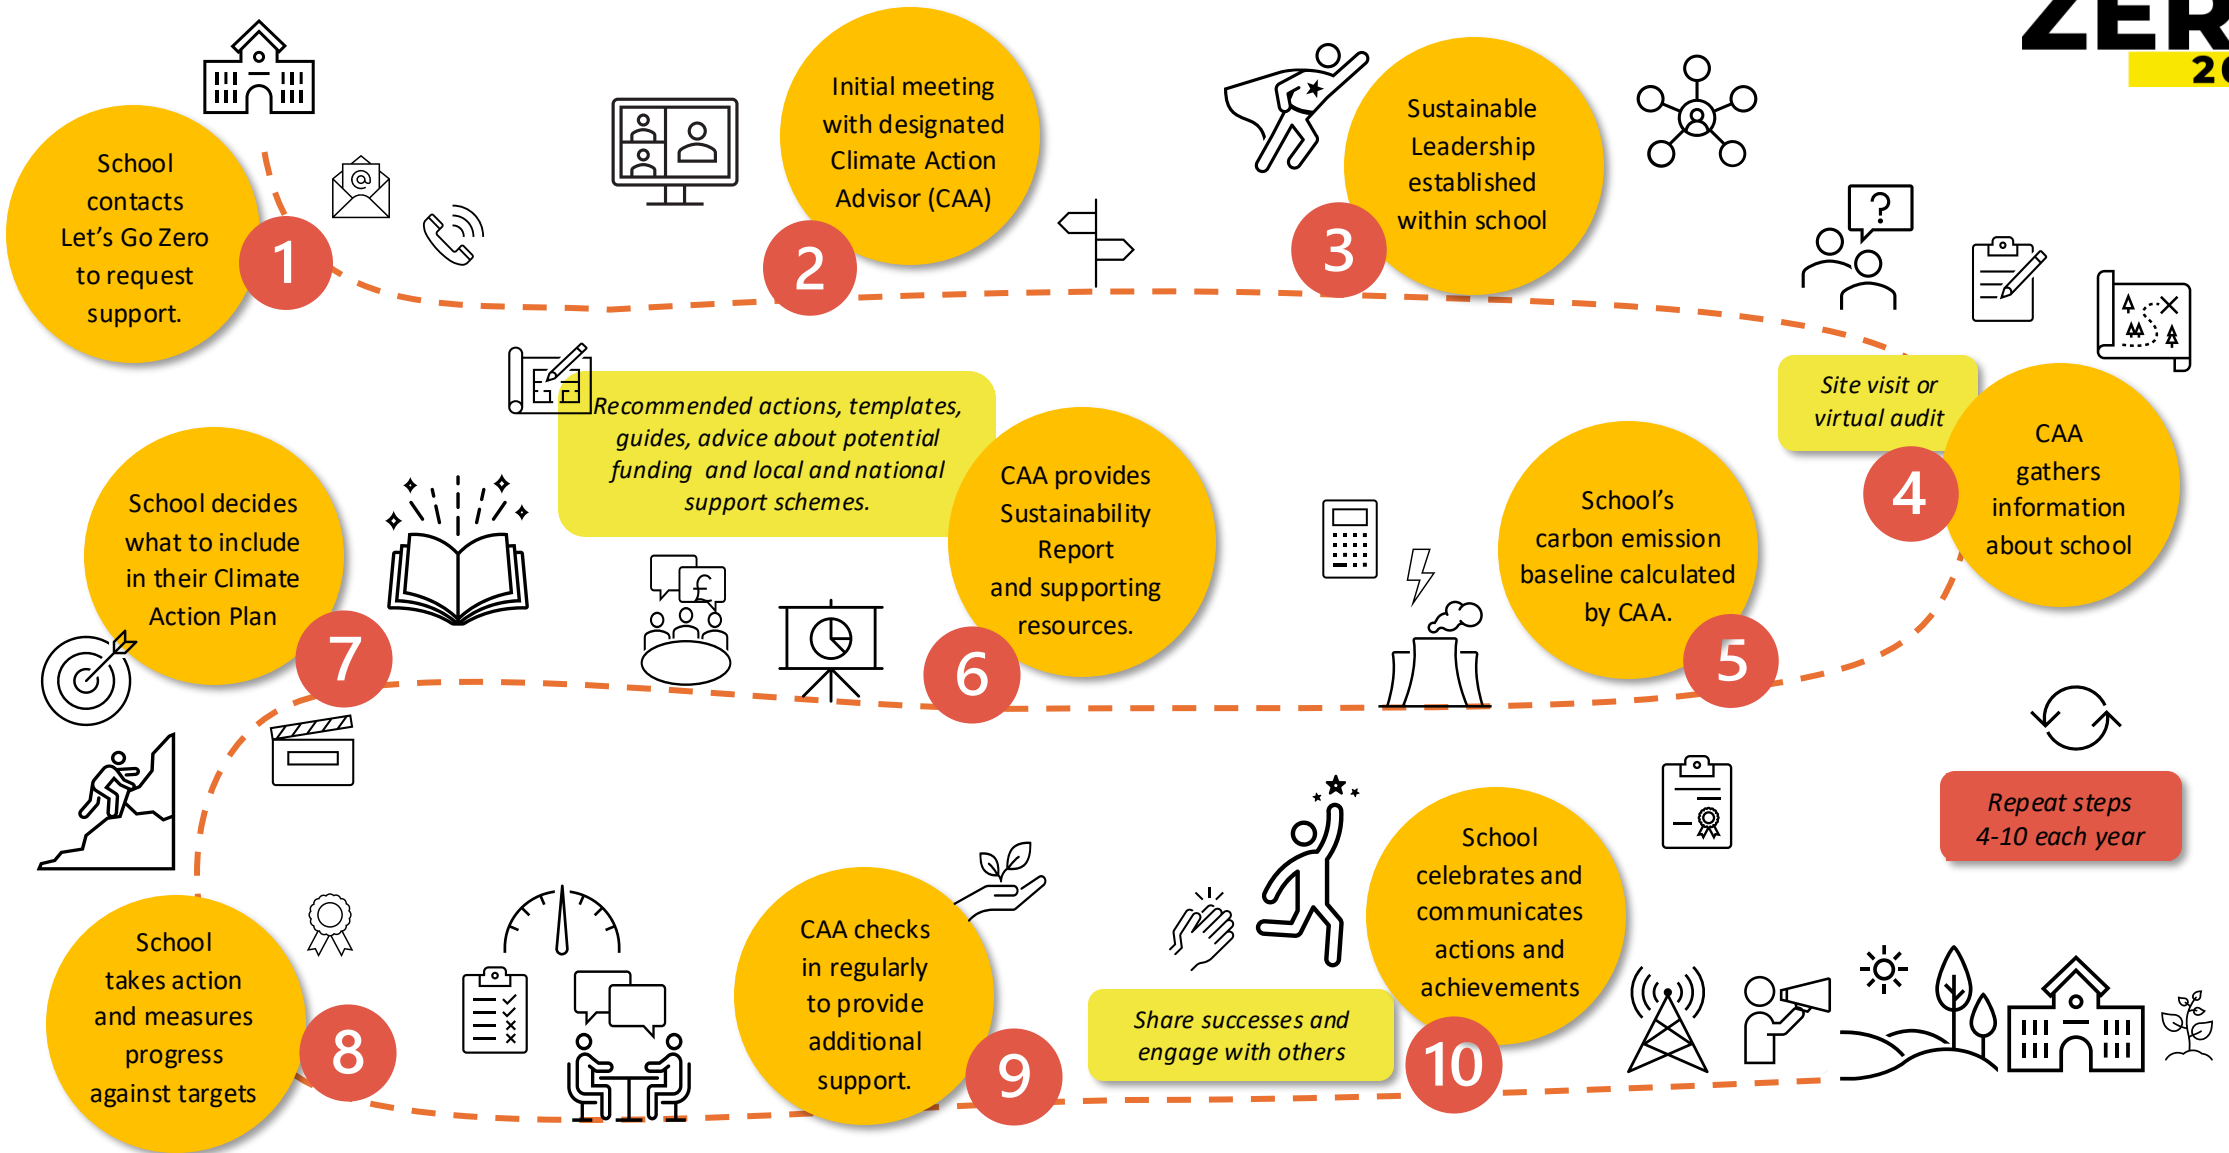 ZER
20
School
contacts
Let's Go Zero
to request
support.
1
Initial meeting
with designated
Climate Action
Advisor (CAA)
2
Sustainable
Leadership
established
within school
3
?
@
Site visit or
virtual audit
CAA
gathers
information
about school
4
School's
carbon emission
baseline calculated
by CAA.
5
Recommended actions, templates,
guides, advice about potential
funding and local and national
support schemes.
CAA provides
Sustainability
Report
and supporting
resources.
6
£
School decides
what to include
in their Climate
Action Plan
7
School
takes action
and measures
progress
against targets
8
CAA checks
in regularly
to provide
additional
support.
9
Share successes and
engage with others
School
celebrates and
communicates
actions and
achievements
10
Repeat steps
4-10 each year